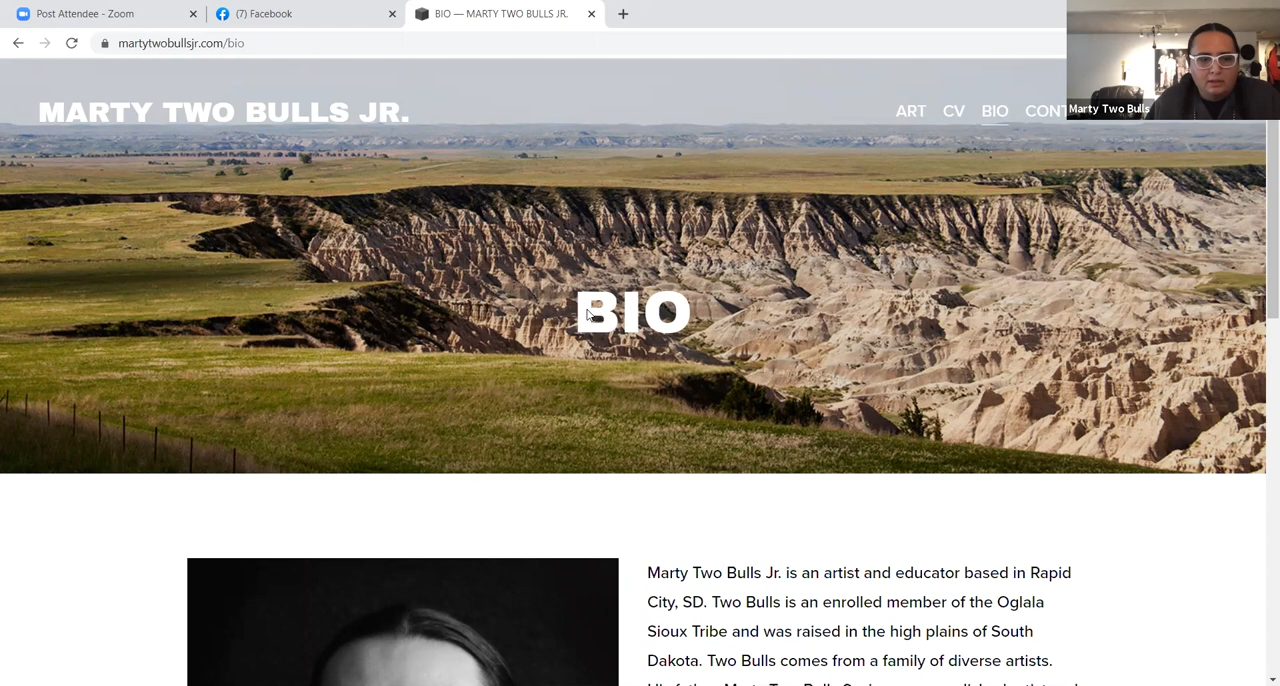 Post Attendee - Zoom
(7) Facebook
BIO — MARTY TWO BULLS JR.
martytwobullsjr.com/bio
MARTY TWO BULLS JR.
ART CV BIO CONT
Marty Two Bulls
BIO
Marty Two Bulls Jr. is an artist and educator based in Rapid
City, SD. Two Bulls is an enrolled member of the Oglala
Sioux Tribe and was raised in the high plains of South
Dakota. Two Bulls comes from a family of diverse artists.